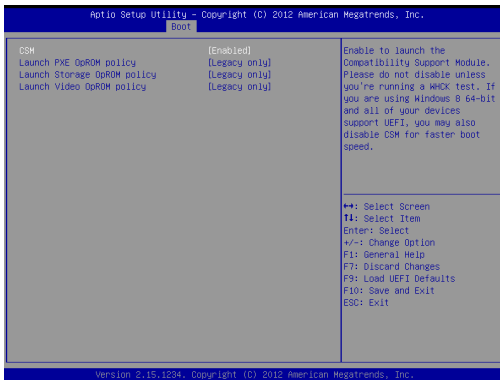 Aptio Setup Utility – Copyright (C) 2012 American Megatrends, Inc.
Boot
CSM [Enabled]
Launch PXE OpROM policy [Legacy only]
Launch Storage OpROM policy [Legacy only]
Launch Video OpROM policy [Legacy only]
Enable to launch the
Compatibility Support Module.
Please do not disable unless
you're running a WHCK test. If
you are using Windows 8 64-bit
and all of your devices
support UEFI, you may also
disable CSM for faster boot
speed.
↔: Select Screen
↑↓: Select Item
Enter: Select
+/-: Change Option
F1: General Help
F7: Discard Changes
F9: Load UEFI Defaults
F10: Save and Exit
ESC: Exit
Version 2.15.1234. Copyright (C) 2012 American Megatrends, Inc.